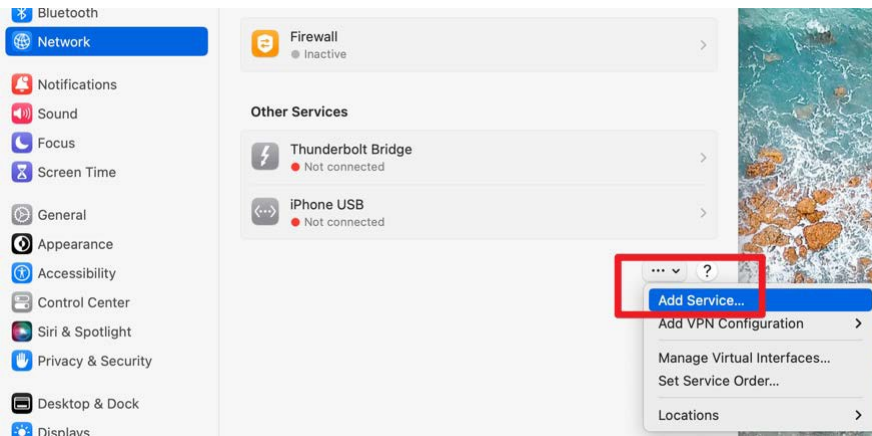 Bluetooth
Network
Notifications
Sound
Focus
Screen Time
General
Appearance
Accessibility
Control Center
Siri & Spotlight
Privacy & Security
Desktop & Dock
Displays
Firewall
Inactive
Other Services
Thunderbolt Bridge
Not connected
iPhone USB
Not connected
... ?
Add Service...
Add VPN Configuration
Manage Virtual Interfaces...
Set Service Order...
Locations